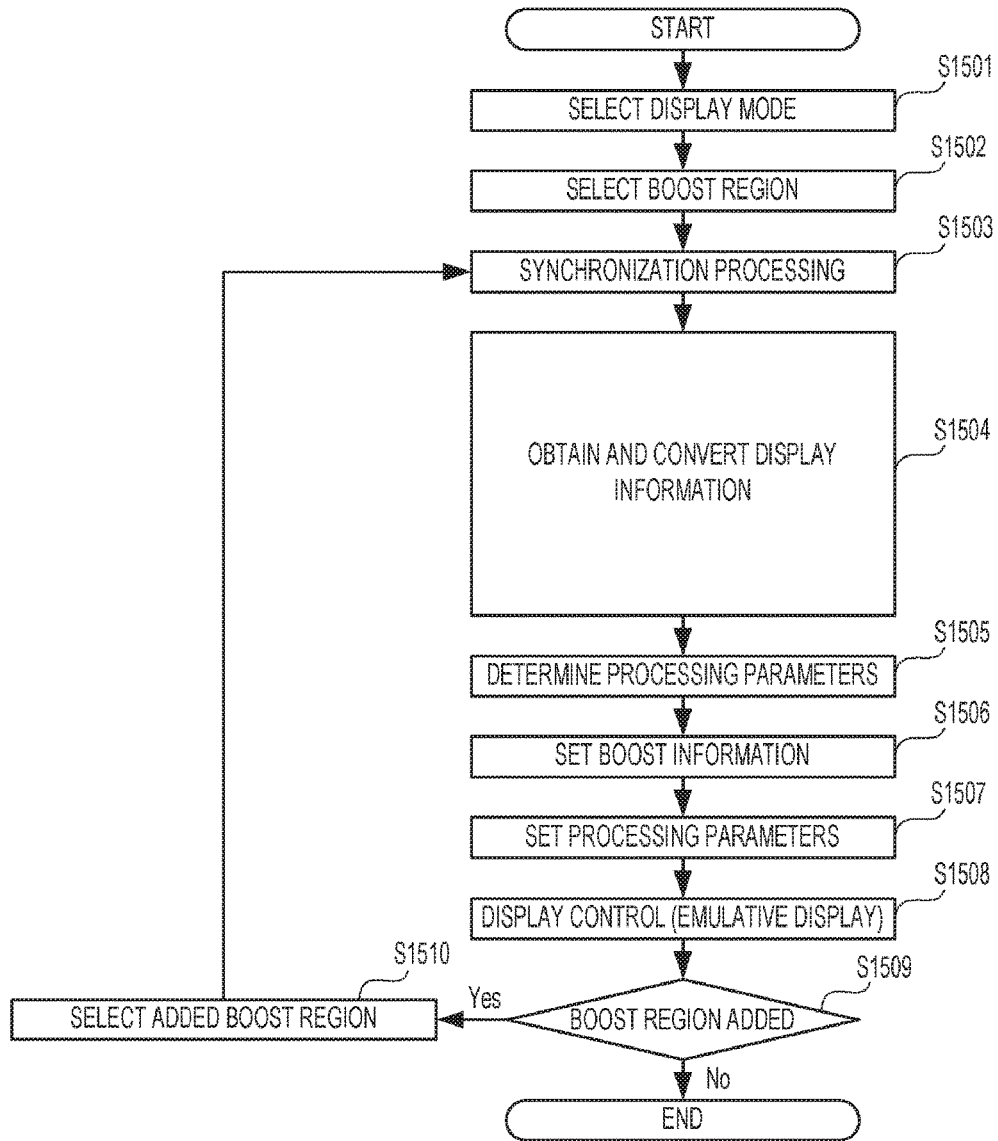 START
S1501
SELECT DISPLAY MODE
S1502
SELECT BOOST REGION
S1503
SYNCHRONIZATION PROCESSING
S1504
OBTAIN AND CONVERT DISPLAY
INFORMATION
S1505
DETERMINE PROCESSING PARAMETERS
S1506
SET BOOST INFORMATION
S1507
SET PROCESSING PARAMETERS
S1508
DISPLAY CONTROL (EMULATIVE DISPLAY)
S1510
S1509
SELECT ADDED BOOST REGION
Yes
BOOST REGION ADDED
No
END